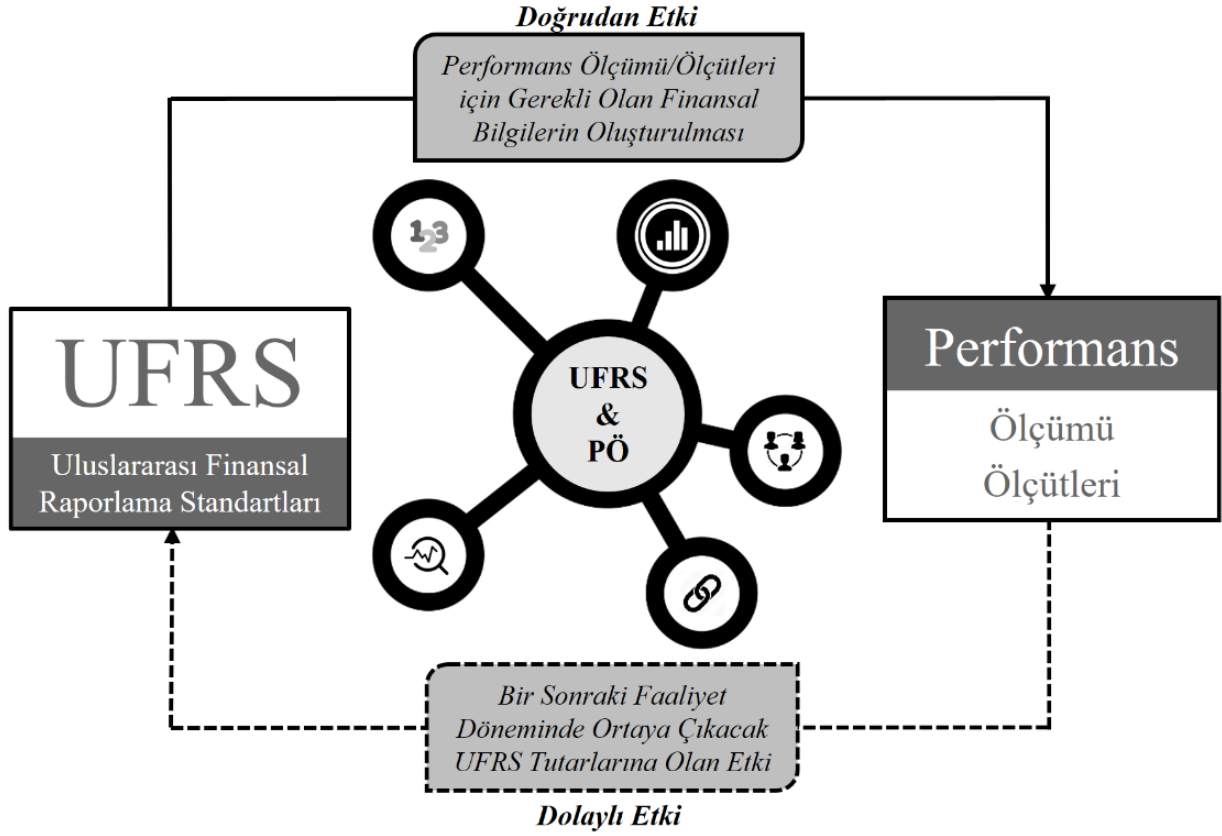 Doğrudan Etki
Performans Ölçümü/Ölçütleri
için Gerekli Olan Finansal
Bilgilerin Oluşturulması
123
UFRS
Uluslararası Finansal
Raporlama Standartları
UFRS
&
PÖ
Performans
Ölçümü
Ölçütleri
Bir Sonraki Faaliyet
Döneminde Ortaya Çıkacak
UFRS Tutarlarına Olan Etki
Dolaylı Etki